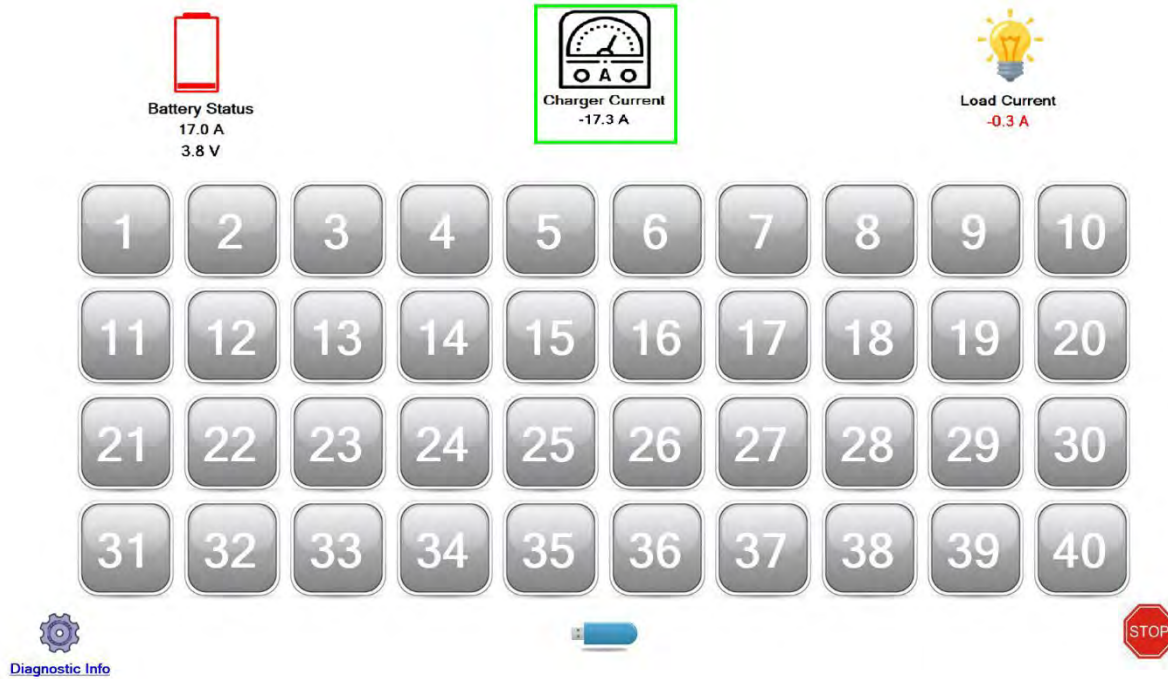 Battery Status
17.0 A
3.8 V
A
Charger Current
-17.3 A
Load Current
-0.3 A
1 2 3 4 5 6 7 8 9 10
11 12 13 14 15 16 17 18 19 20
21 22 23 24 25 26 27 28 29 30
31 32 33 34 35 36 37 38 39 40
Diagnostic Info
STOP